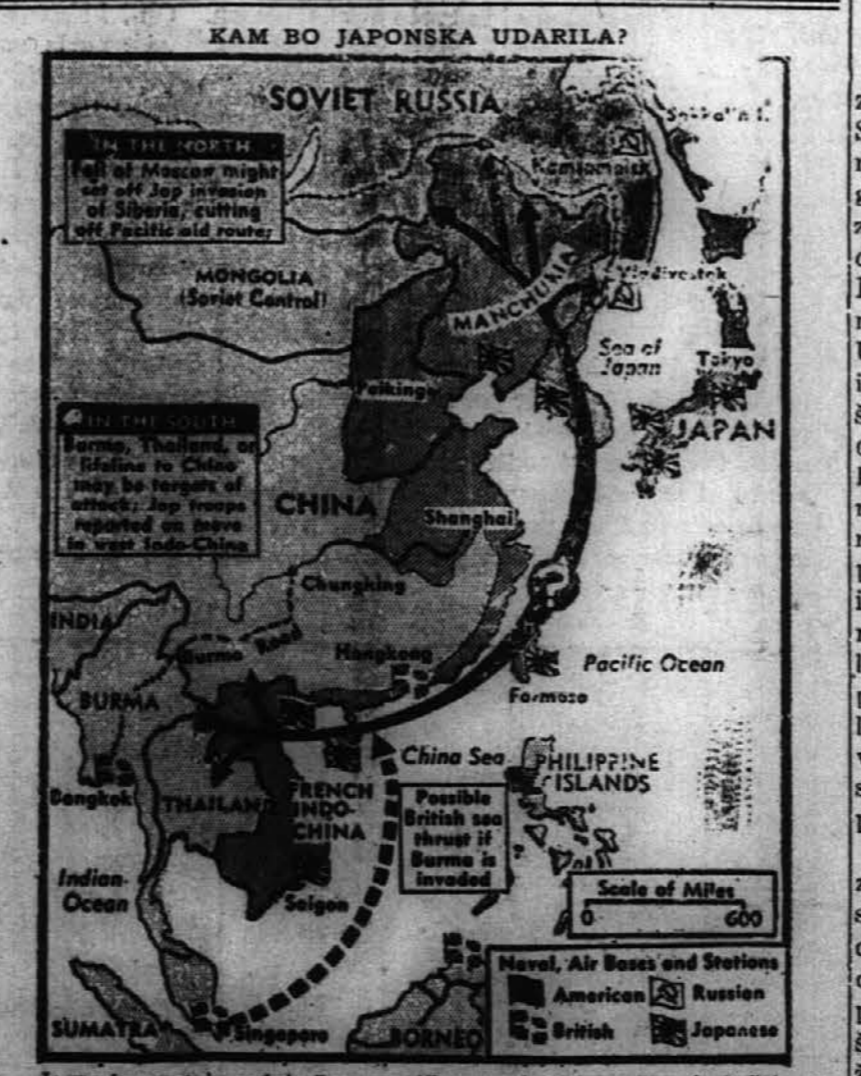 KAM BO JAPONSKA UDARILA?
SOVIET RUSSIA
IN THE NORTH
Fall of Moscow might
set off Jap invasion
of Siberia, cutting
off Pacific aid route;
MONGOLIA
(Soviet Control)
MANCHUKIA
Sea of
Japan
Tokyo
JAPAN
Peiking
IN THE SOUTH
Burma, Thailand, or
lifeline to China
may be targets of
attack; Jap troops
reported on move
in west Indo-China
CHINA
Shanghai
Chungking
INDIA
Burma Road
Hongkong
Pacific Ocean
Formosa
BURMA
China Sea
PHILIPPINE
ISLANDS
Bangkok
THAILAND
FRENCH
INDO-
CHINA
Possible
British sea
thrust if
Burma is
invaded
Indian-
Ocean
Saigon
Scale of Miles
0 600
Naval, Air Bases and Stations
American Russian
British Japanese
SUMATRA
Singapore
BORNEO